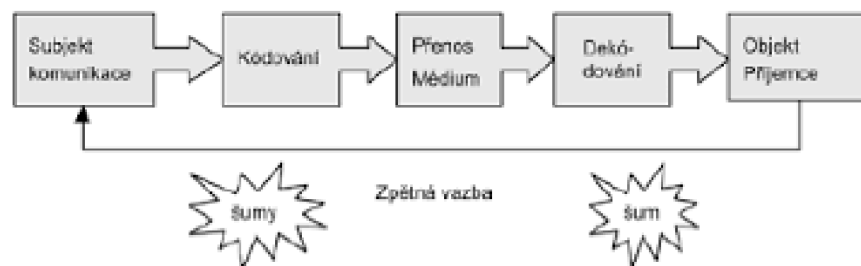 Subjekt
komunikace
Kódování
Přenos
Médium
Dekó-
dování
Objekt
Příjemce
Zpětná vazba
šumy
šum